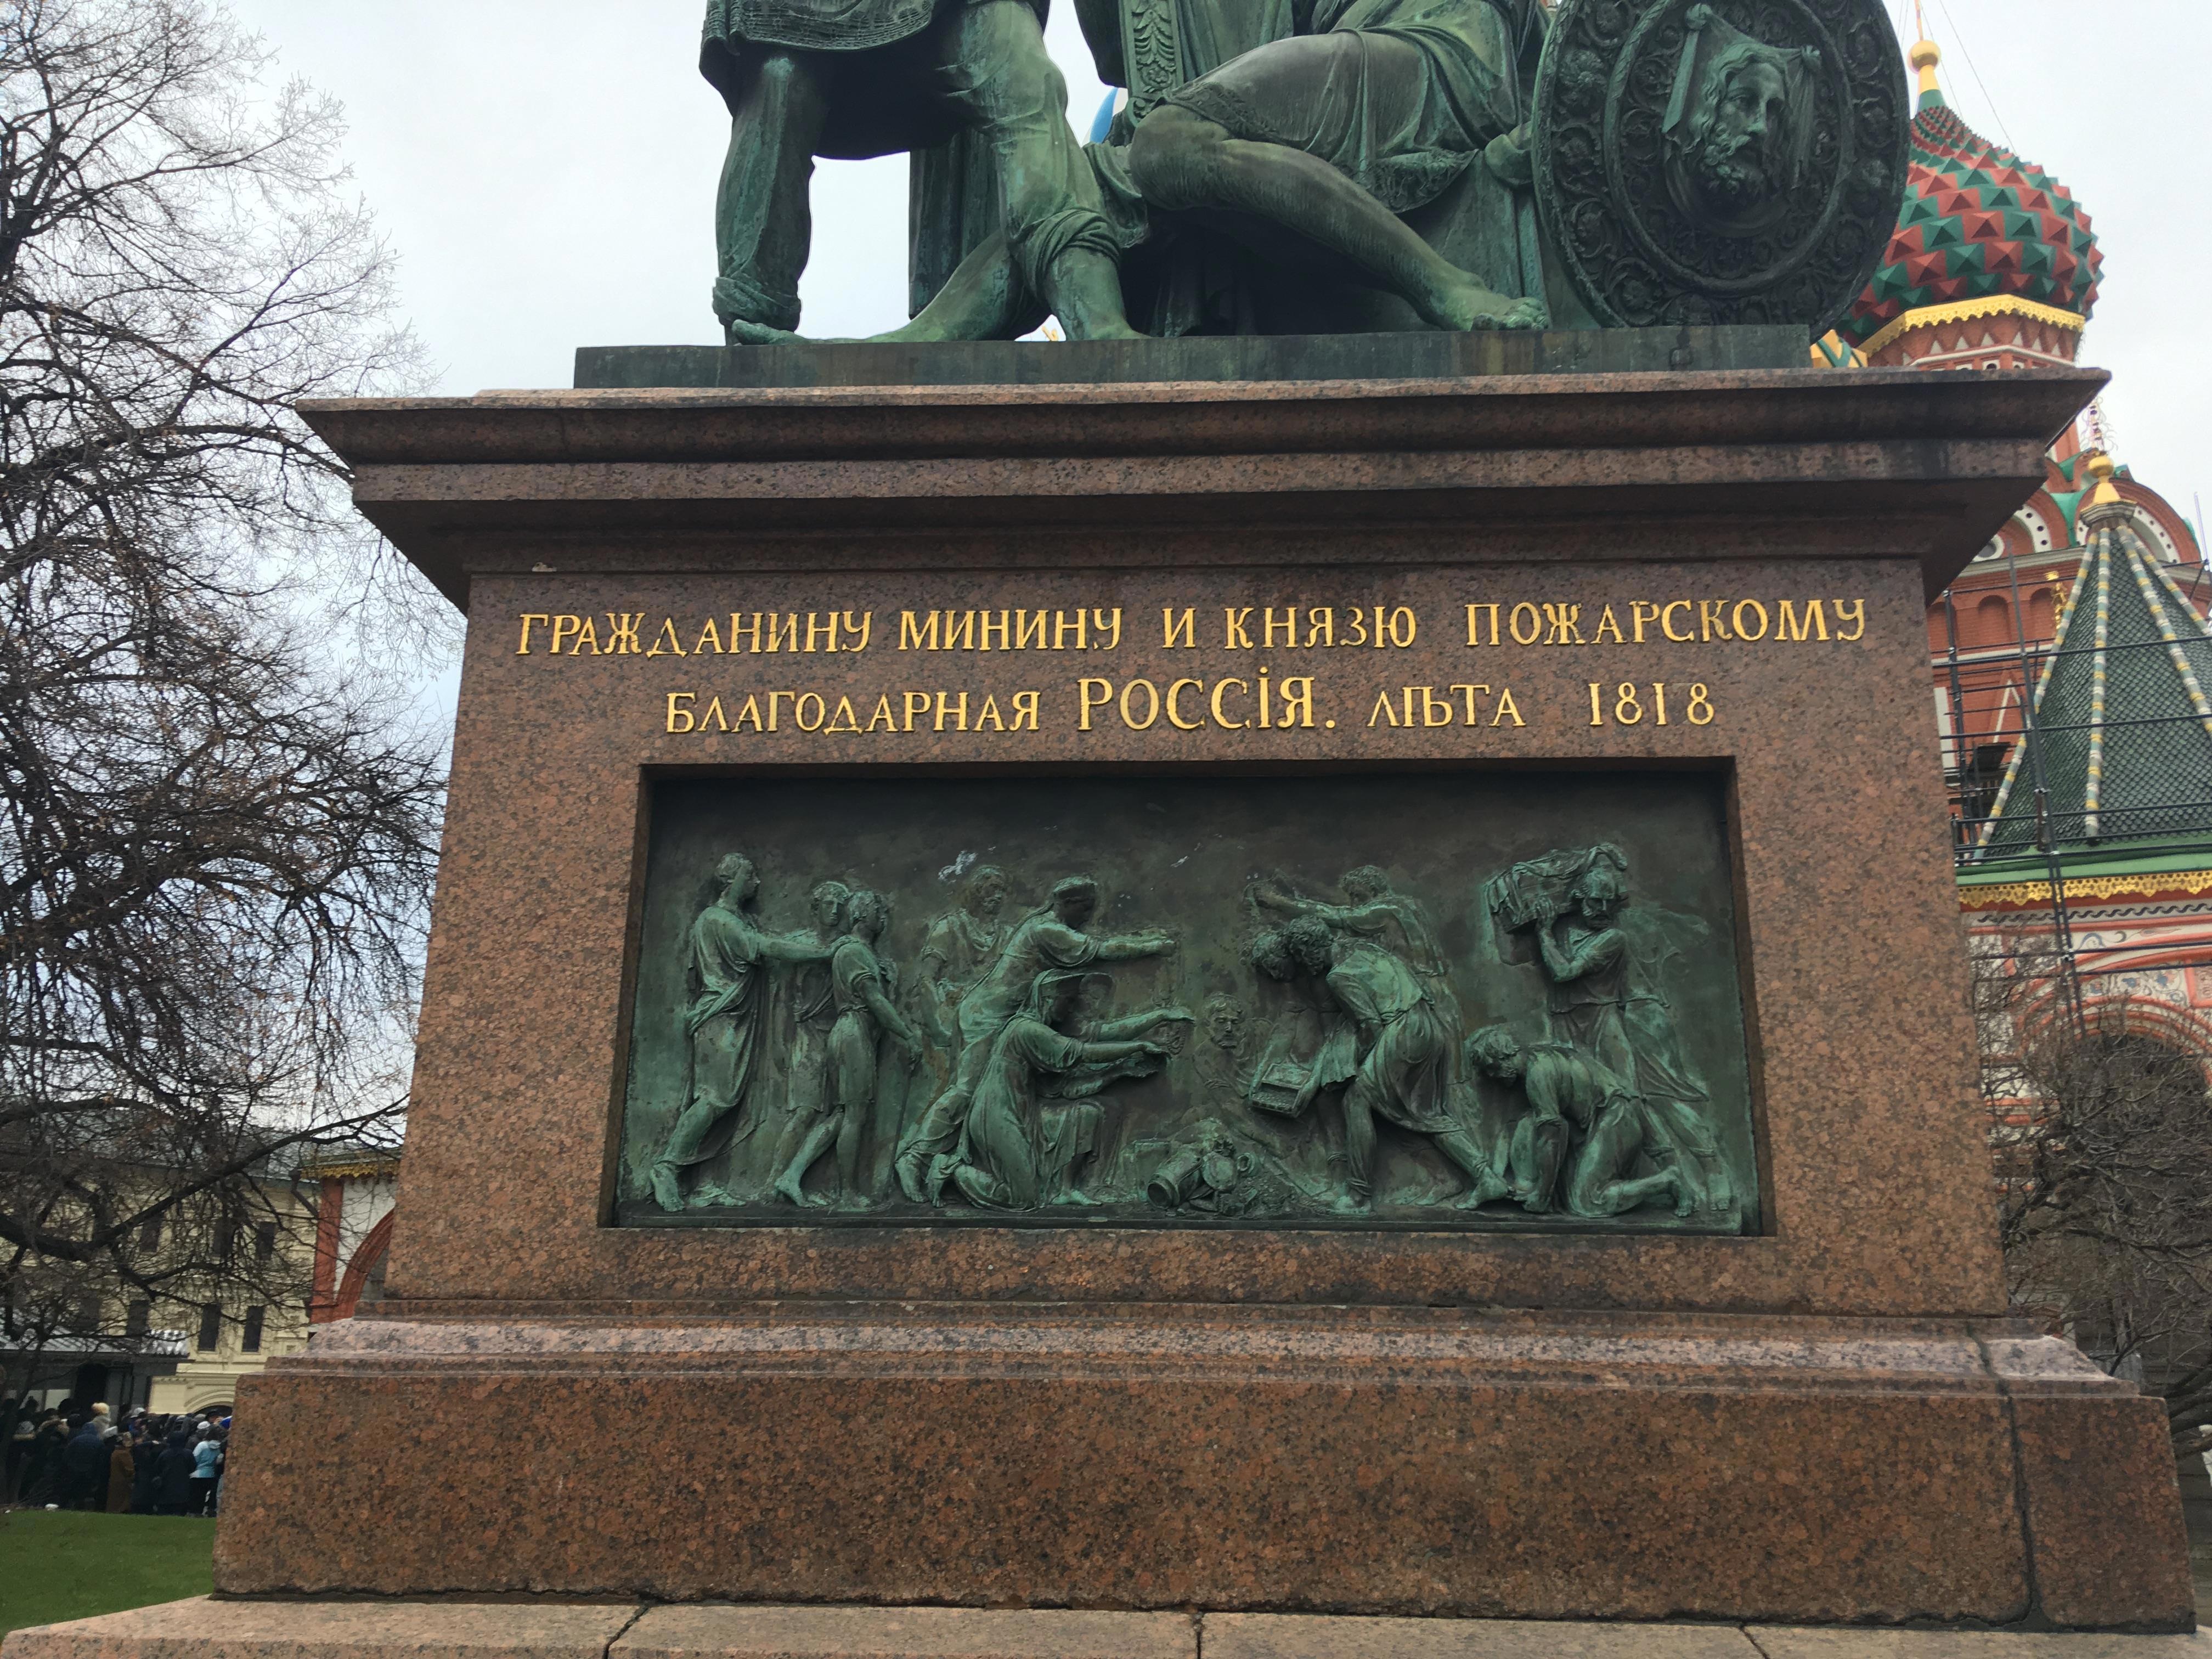 ГРАЖДАНИНУ МИНИНУ И КНЯЗЮ ПОЖАРСКОМУ
БЛАГОДАРНАЯ РОССІЯ. ЛѢТА 1818